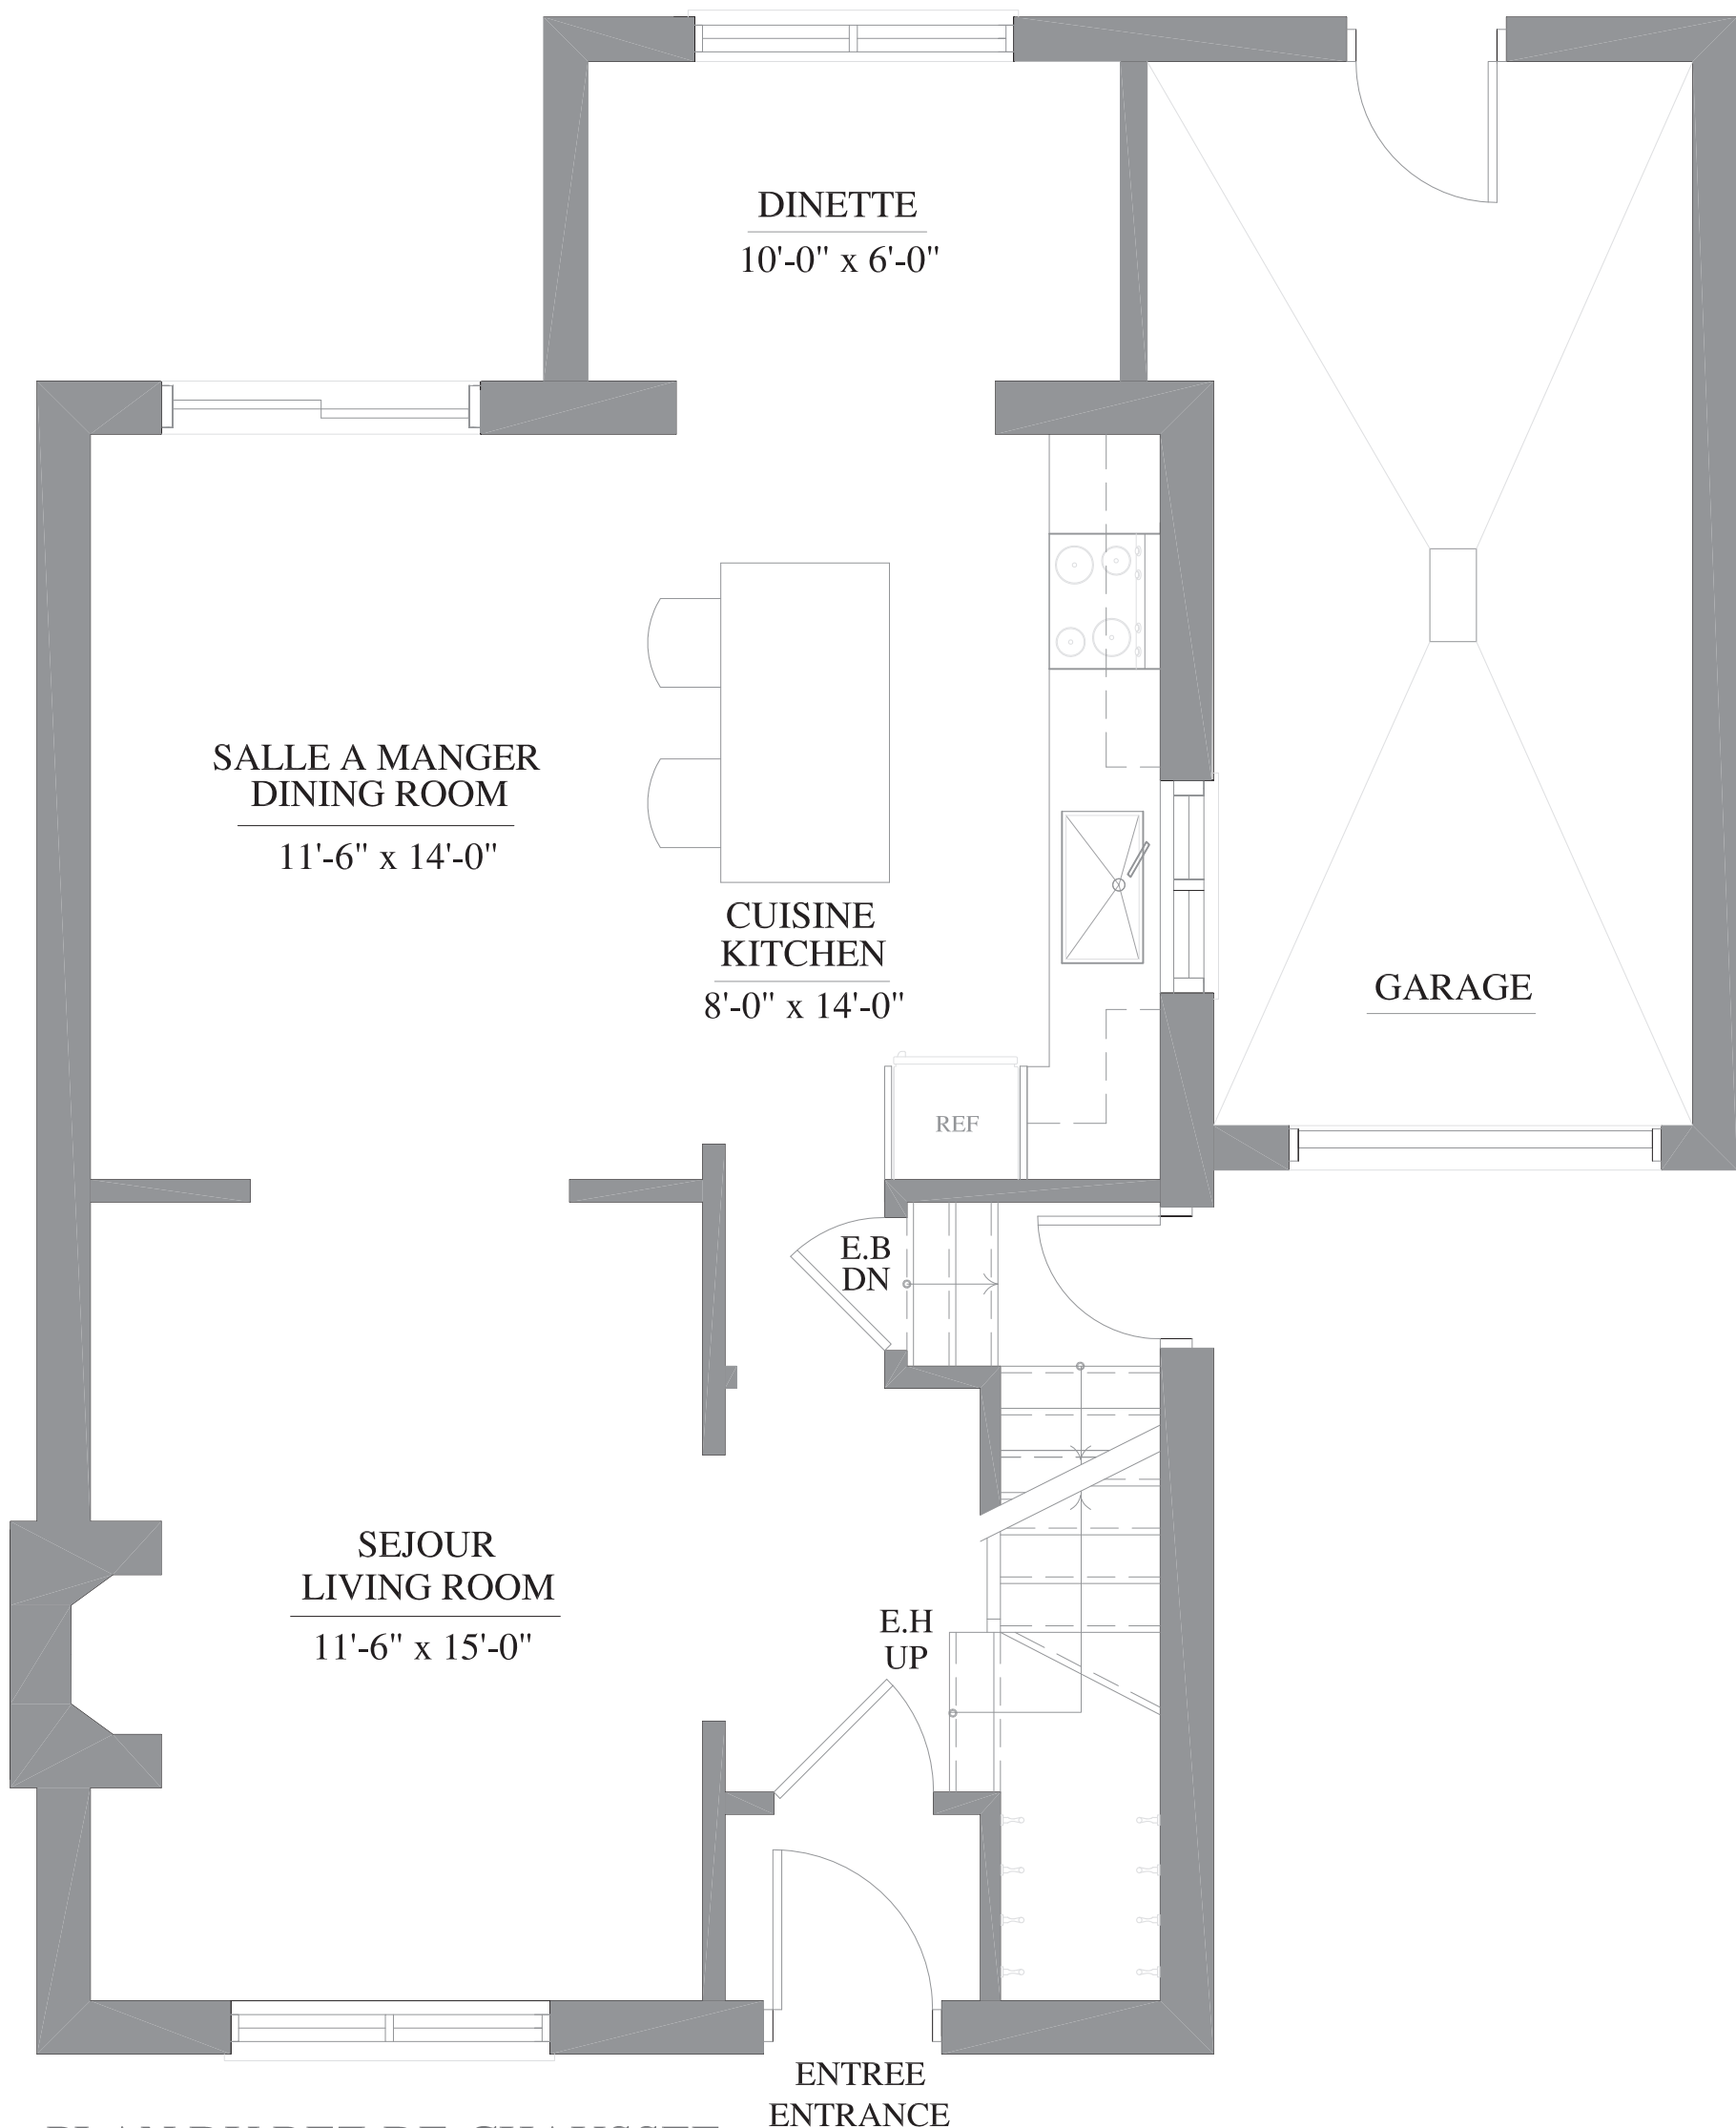 DINETTE
10'-0" x 6'-0"
SALLE A MANGER
DINING ROOM
11'-6" x 14'-0"
CUISINE
KITCHEN
8'-0" x 14'-0"
GARAGE
REF
E.B
DN
SEJOUR
LIVING ROOM
11'-6" x 15'-0"
E.H
UP
ENTREE
ENTRANCE